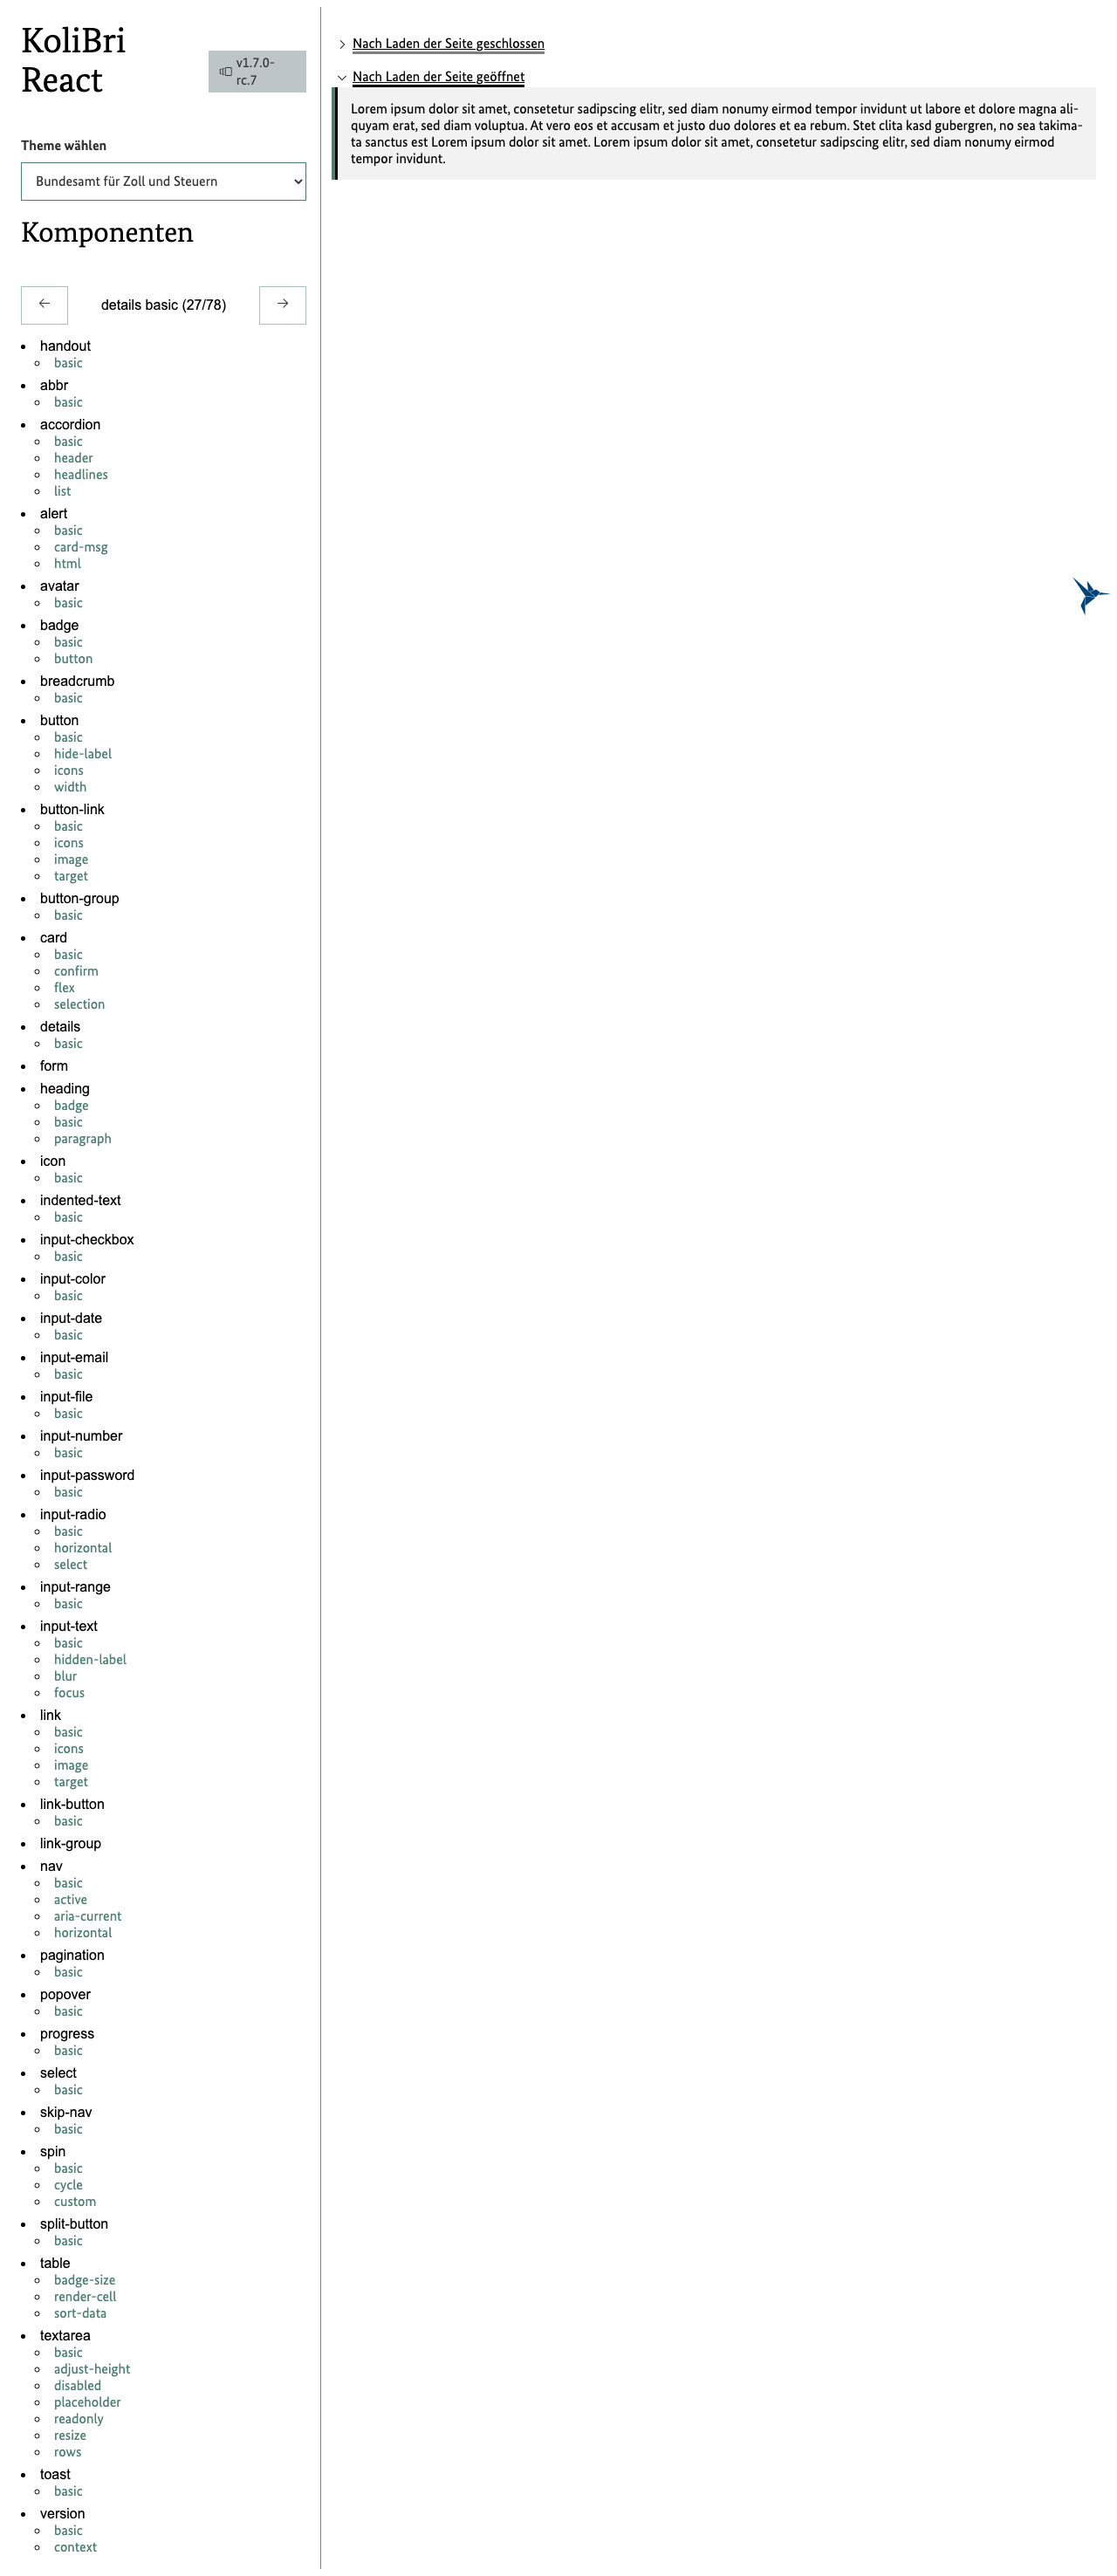 KoliBri
React
v1.7.0-
rc.7
Theme wählen
Bundesamt für Zoll und Steuern
Komponenten
details basic (27/78)
handout
basic
abbr
basic
accordion
basic
header
headlines
list
alert
basic
card-msg
html
avatar
basic
badge
basic
button
breadcrumb
basic
button
basic
hide-label
icons
width
button-link
basic
icons
image
target
button-group
basic
card
basic
confirm
flex
selection
details
basic
form
heading
badge
basic
paragraph
icon
basic
indented-text
basic
input-checkbox
basic
input-color
basic
input-date
basic
input-email
basic
input-file
basic
input-number
basic
input-password
basic
input-radio
basic
horizontal
select
input-range
basic
input-text
basic
hidden-label
blur
focus
link
basic
icons
image
target
link-button
basic
link-group
nav
basic
active
aria-current
horizontal
pagination
basic
popover
basic
progress
basic
select
basic
skip-nav
basic
spin
basic
cycle
custom
split-button
basic
table
badge-size
render-cell
sort-data
textarea
basic
adjust-height
disabled
placeholder
readonly
resize
rows
toast
basic
version
basic
context
Nach Laden der Seite geschlossen
Nach Laden der Seite geöffnet
Lorem ipsum dolor sit amet, consetetur sadipscing elitr, sed diam nonumy eirmod tempor invidunt ut labore et dolore magna ali-
quyam erat, sed diam voluptua. At vero eos et accusam et justo duo dolores et ea rebum. Stet clita kasd gubergren, no sea takima-
ta sanctus est Lorem ipsum dolor sit amet. Lorem ipsum dolor sit amet, consetetur sadipscing elitr, sed diam nonumy eirmod
tempor invidunt.